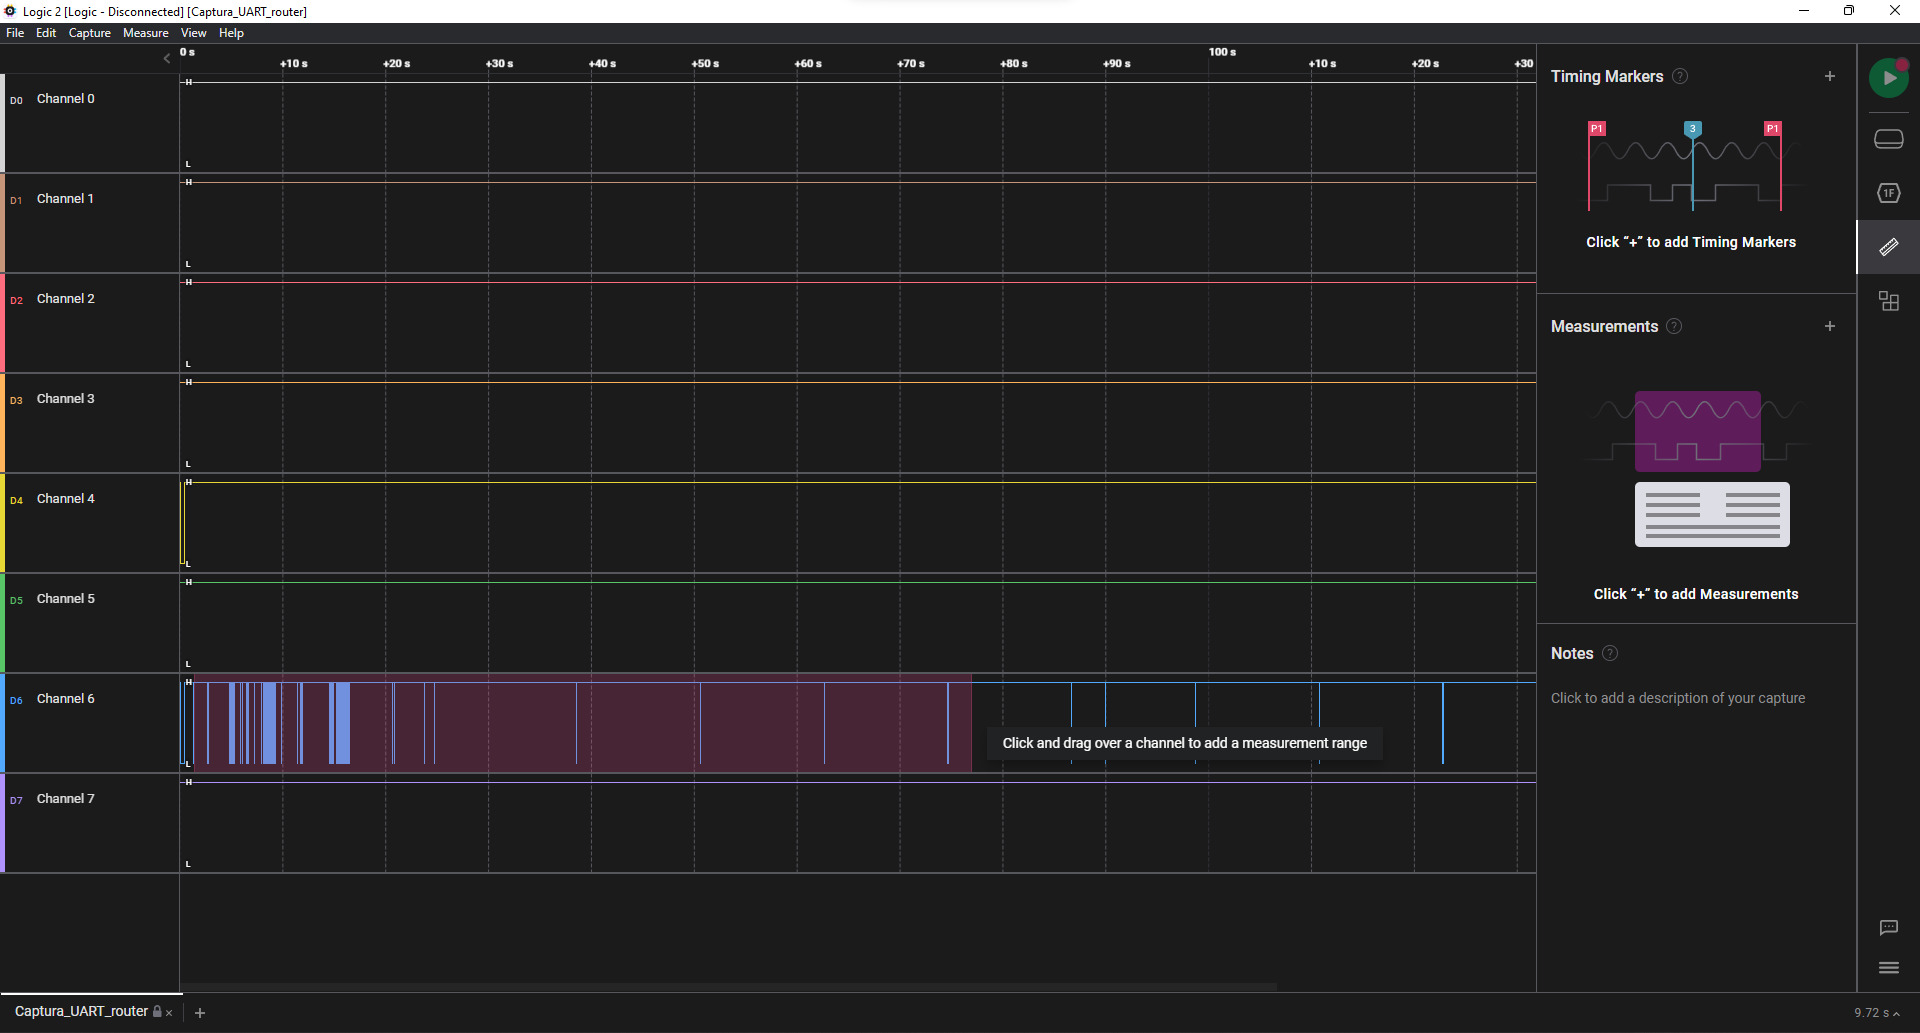 Logic 2 [Logic - Disconnected] [Captura_UART_router]
File Edit Capture Measure View Help
0 s 100 s
+10 s +20 s +30 s +40 s +50 s +60 s +70 s +80 s +90 s +10 s +20 s +30
D0 Channel 0
H
L
D1 Channel 1
H
L
D2 Channel 2
H
L
D3 Channel 3
H
L
D4 Channel 4
H
L
D5 Channel 5
H
L
D6 Channel 6
H
L
Click and drag over a channel to add a measurement range
D7 Channel 7
H
L
Timing Markers ? +
P1 3 P1
Click “+” to add Timing Markers
Measurements ? +
Click “+” to add Measurements
Notes ?
Click to add a description of your capture
1F
Captura_UART_router × +
9.72 s